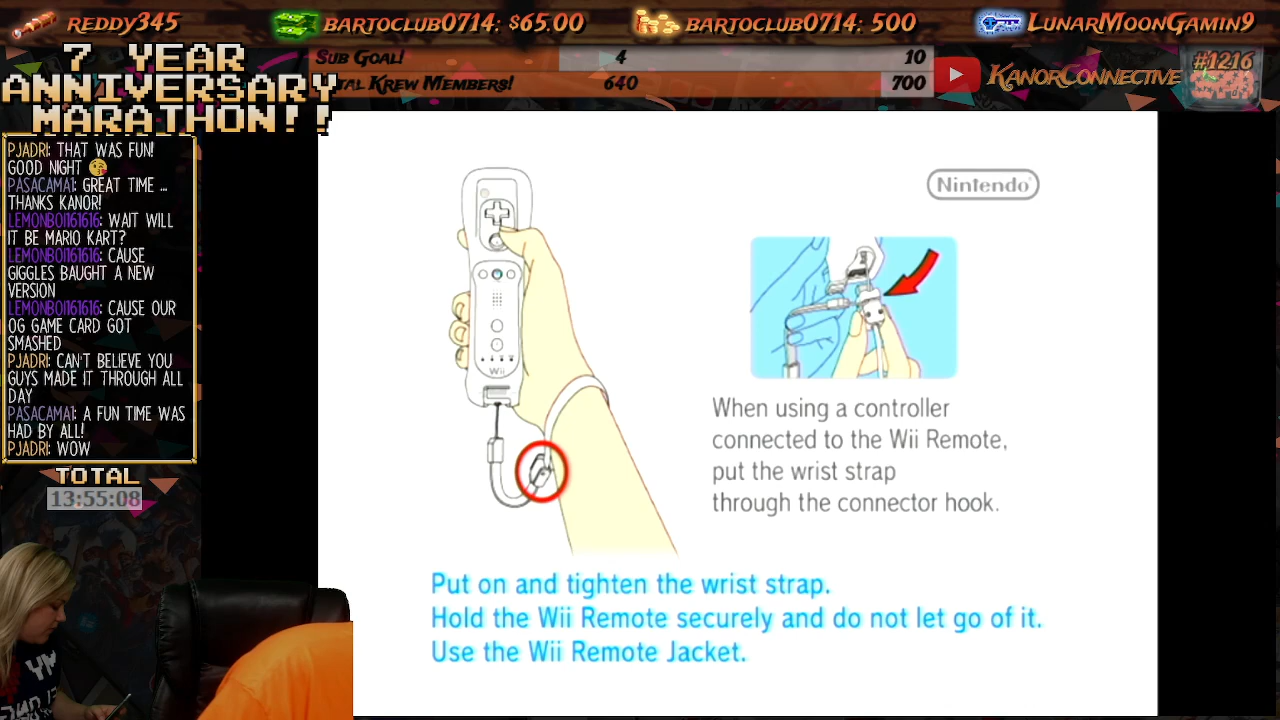 REDDY345
BARTOCLUB0714: $65.00
BARTOCLUB0714: 500
LUNARMOONGAMIN9
SUB GOAL!
4
10
#1216
KREW MEMBERS!
640
700
KANORCONNECTIVE
7 YEAR
ANNIVERSARY
MARATHON!!
PJADRI: THAT WAS FUN!
GOOD NIGHT
PASACAMA1: GREAT TIME ...
THANKS KANOR!
LEMONBOI161616: WAIT WILL
IT BE MARIO KART?
LEMONBOI161616: CAUSE
GIGGLES BAUGHT A NEW
VERSION
LEMONBOI161616: CAUSE OUR
OG GAME CARD GOT
SMASHED
PJADRI: CAN'T BELIEVE YOU
GUYS MADE IT THROUGH ALL
DAY
PASACAMA1: A FUN TIME WAS
HAD BY ALL!
PJADRI: WOW
TOTAL
13:55:08
Nintendo
Wii
When using a controller
connected to the Wii Remote,
put the wrist strap
through the connector hook.
Put on and tighten the wrist strap.
Hold the Wii Remote securely and do not let go of it.
Use the Wii Remote Jacket.